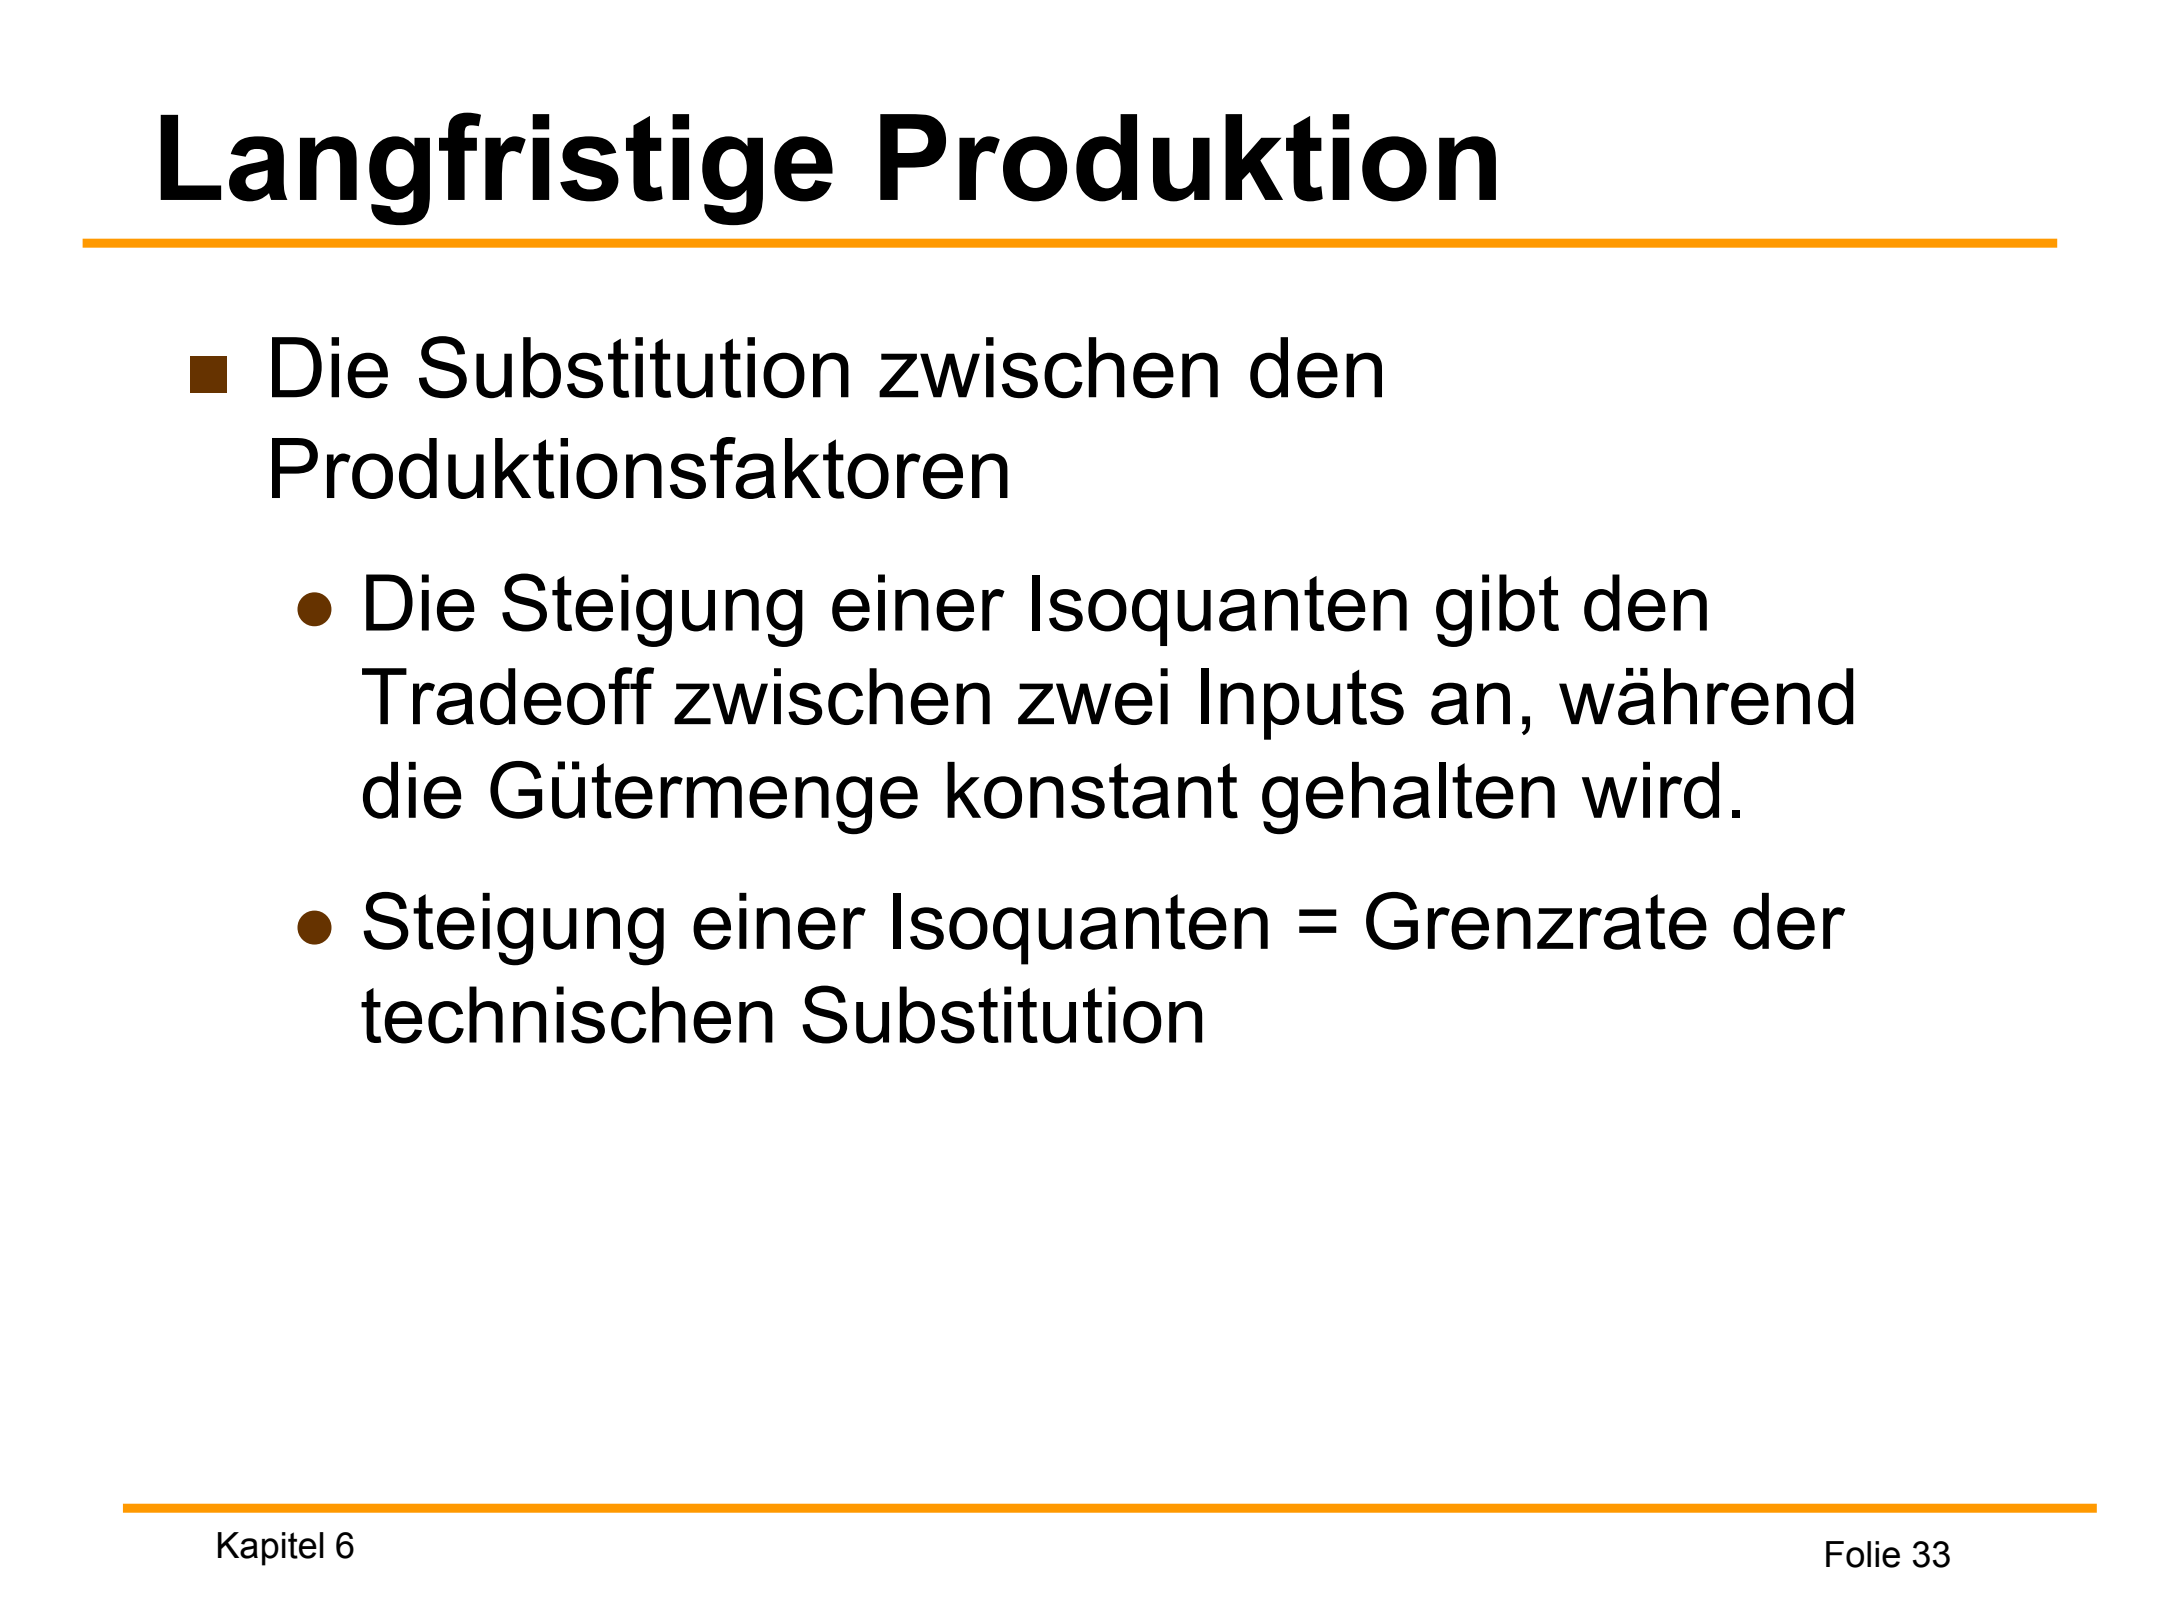 Langfristige Produktion
Die Substitution zwischen den
Produktionsfaktoren
Die Steigung einer Isoquanten gibt den
Tradeoff zwischen zwei Inputs an, während
die Gütermenge konstant gehalten wird.
Steigung einer Isoquanten = Grenzrate der
technischen Substitution
Kapitel 6
Folie 33